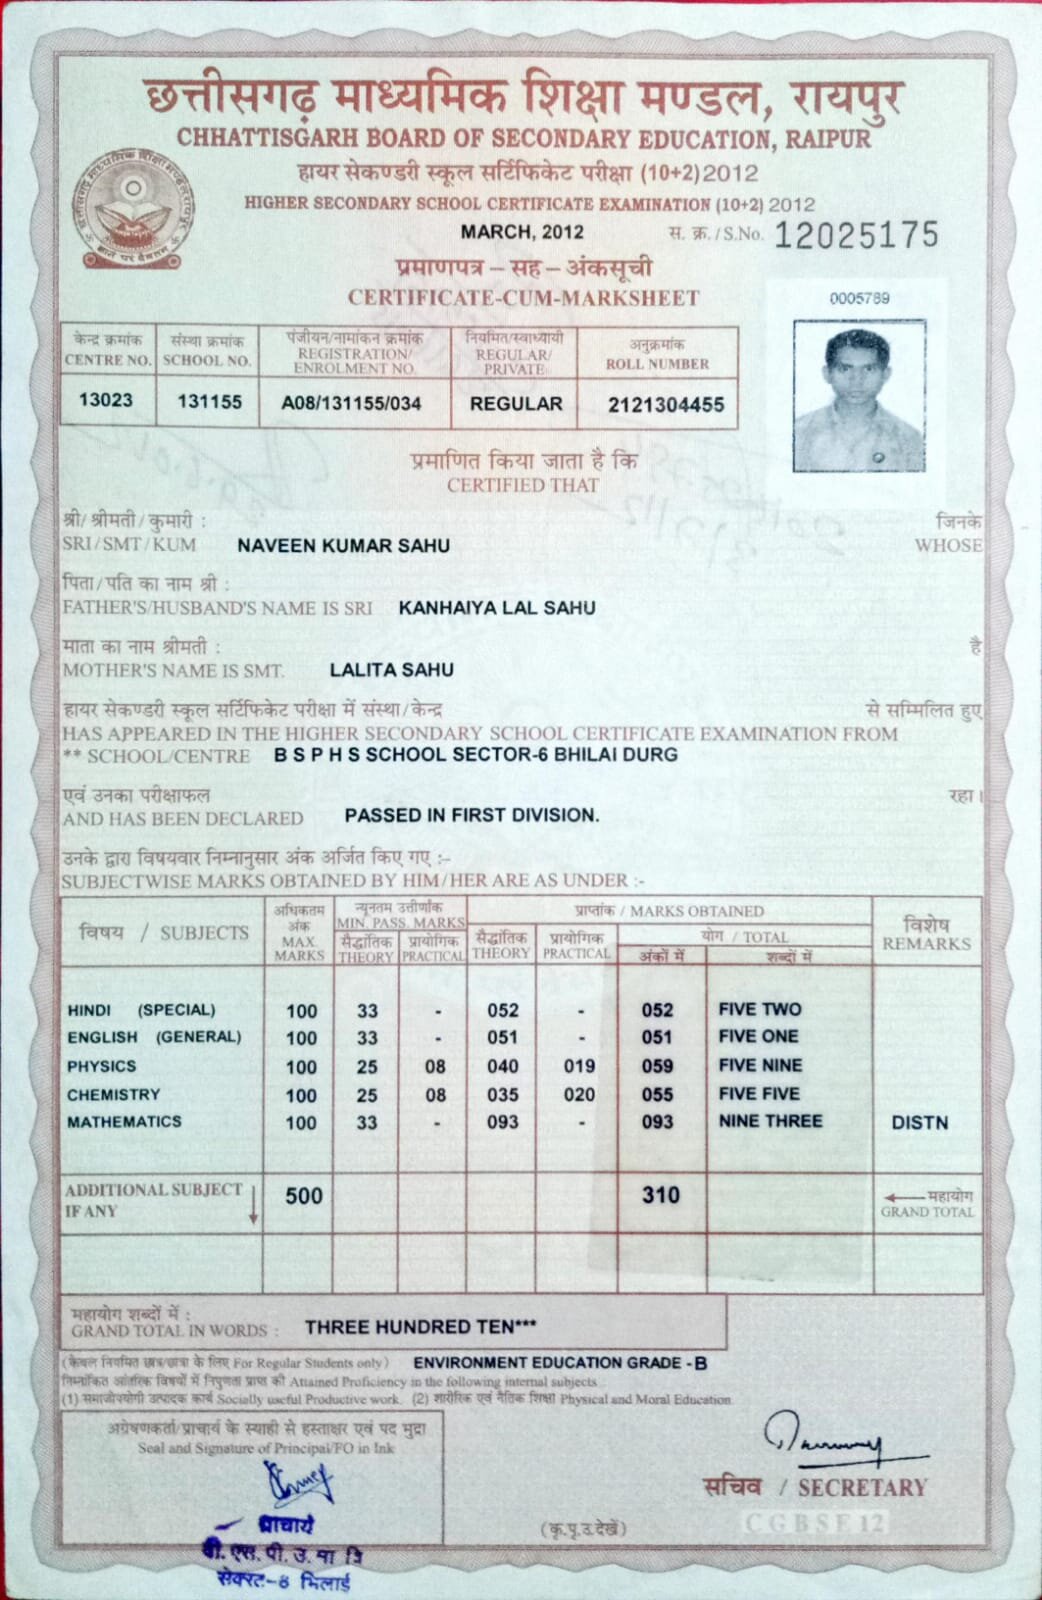 छत्तीसगढ़ माध्यमिक शिक्षा मण्डल, रायपुर
CHHATTISGARH BOARD OF SECONDARY EDUCATION, RAIPUR
हायर सेकण्डरी स्कूल सर्टिफिकेट परीक्षा (10+2) 2012
HIGHER SECONDARY SCHOOL CERTIFICATE EXAMINATION (10+2) 2012
MARCH, 2012 स. क्र. / S.No. 12025175
प्रमाणपत्र – सह – अंकसूची
CERTIFICATE-CUM-MARKSHEET
0005789
केन्द्र क्रमांक संस्था क्रमांक पंजीयन/नामांकन क्रमांक नियमित/स्वाध्यायी अनुक्रमांक
CENTRE NO. SCHOOL NO. REGISTRATION/ ENROLMENT NO. REGULAR/ PRIVATE ROLL NUMBER
13023 131155 A08/131155/034 REGULAR 2121304455
प्रमाणित किया जाता है कि
CERTIFIED THAT
श्री/ श्रीमती / कुमारी : जिनके
SRI / SMT / KUM NAVEEN KUMAR SAHU WHOSE
पिता/पति का नाम श्री :
FATHER'S/HUSBAND'S NAME IS SRI KANHAIYA LAL SAHU
माता का नाम श्रीमती : है
MOTHER'S NAME IS SMT. LALITA SAHU
हायर सेकण्डरी स्कूल सर्टिफिकेट परीक्षा में संस्था/केन्द्र से सम्मिलित हुए
HAS APPEARED IN THE HIGHER SECONDARY SCHOOL CERTIFICATE EXAMINATION FROM
** SCHOOL/CENTRE B S P H S SCHOOL SECTOR-6 BHILAI DURG
एवं उनका परीक्षाफल रहा।
AND HAS BEEN DECLARED PASSED IN FIRST DIVISION.
उनके द्वारा विषयवार निम्नानुसार अंक अर्जित किए गए :-
SUBJECTWISE MARKS OBTAINED BY HIM/HER ARE AS UNDER :-
विषय / SUBJECTS अधिकतम अंक MAX. MARKS न्यूनतम उत्तीर्णांक MIN. PASS. MARKS प्राप्तांक / MARKS OBTAINED विशेष REMARKS
सैद्धांतिक THEORY प्रायोगिक PRACTICAL सैद्धांतिक THEORY प्रायोगिक PRACTICAL योग / TOTAL
अंकों में शब्दों में
HINDI (SPECIAL) 100 33 - 052 - 052 FIVE TWO
ENGLISH (GENERAL) 100 33 - 051 - 051 FIVE ONE
PHYSICS 100 25 08 040 019 059 FIVE NINE
CHEMISTRY 100 25 08 035 020 055 FIVE FIVE
MATHEMATICS 100 33 - 093 - 093 NINE THREE DISTN
ADDITIONAL SUBJECT IF ANY 500 310 महायोग GRAND TOTAL
महायोग शब्दों में :
GRAND TOTAL IN WORDS : THREE HUNDRED TEN***
(केवल नियमित छात्र/छात्रा के लिए For Regular Students only) ENVIRONMENT EDUCATION GRADE - B
निम्नांकित आंतरिक विषयों में निपुणता प्राप्त की Attained Proficiency in the following internal subjects
(1) समाजोपयोगी उत्पादक कार्य Socially useful Productive work. (2) शारीरिक एवं नैतिक शिक्षा Physical and Moral Education
अग्रेषणकर्ता/प्राचार्य के स्याही से हस्ताक्षर एवं पद मुद्रा
Seal and Signature of Principal/FO in Ink
सचिव / SECRETARY
CGBSE 12
(कृ.पृ.उ.देखें)
प्राचार्य
बी. एस. पी. उ. मा शि
सेक्टर-6 भिलाई